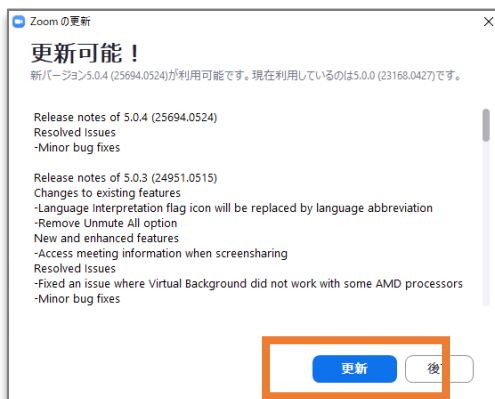 Zoom の更新
更新可能！
新バージョン5.0.4 (25694.0524)が利用可能です。現在利用しているのは5.0.0 (23168.0427)です。
Release notes of 5.0.4 (25694.0524)
Resolved Issues
-Minor bug fixes
Release notes of 5.0.3 (24951.0515)
Changes to existing features
-Language Interpretation flag icon will be replaced by language abbreviation
-Remove Unmute All option
New and enhanced features
-Access meeting information when screensharing
Resolved Issues
-Fixed an issue where Virtual Background did not work with some AMD processors
-Minor bug fixes
更新
後